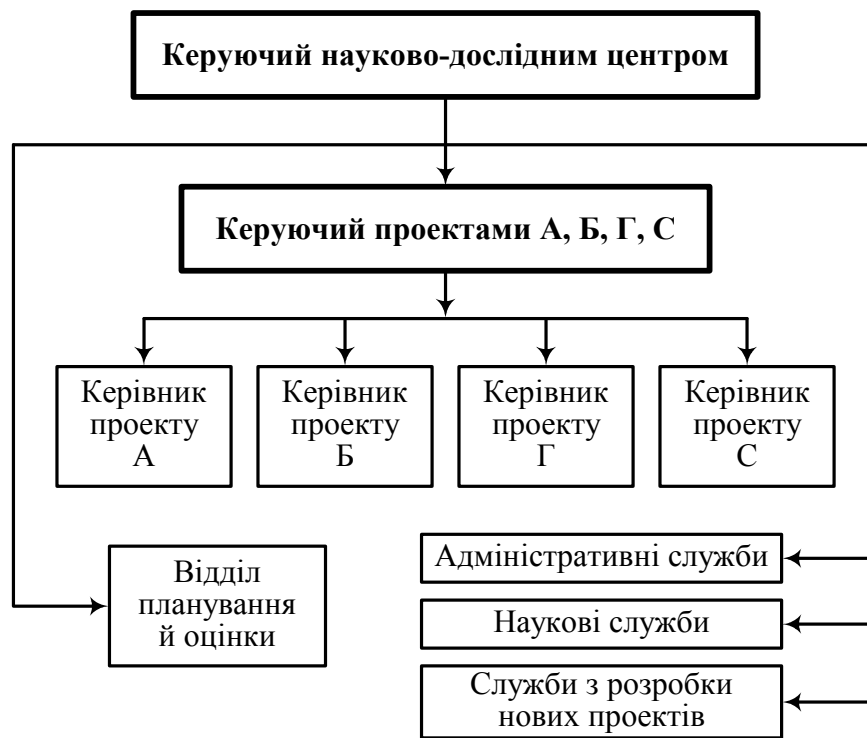 Керуючий науково-дослідним центром
Керуючий проектами А, Б, Г, С
Керівник
проекту
А
Керівник
проекту
Б
Керівник
проекту
Г
Керівник
проекту
С
Відділ
планування
й оцінки
Адміністративні служби
Наукові служби
Служби з розробки
нових проектів